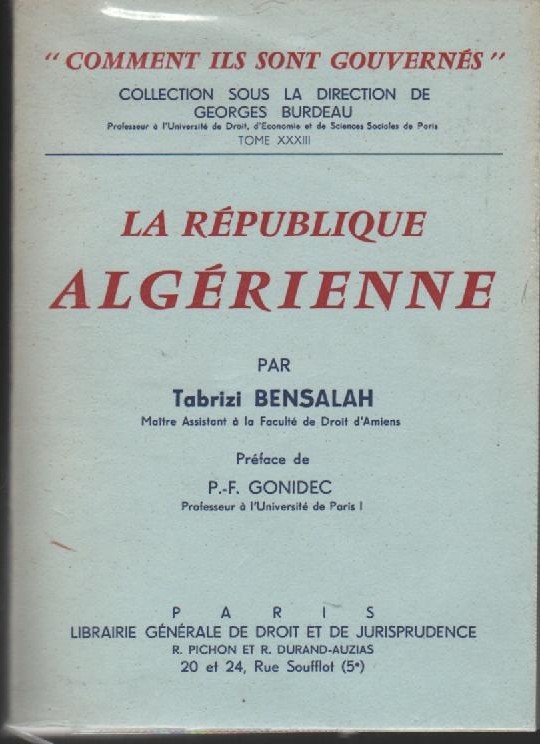 " COMMENT ILS SONT GOUVERNÉS "
COLLECTION SOUS LA DIRECTION DE
GEORGES BURDEAU
Professeur à l'Université de Droit, d'Economie et de Sciences Sociales de Paris
TOME XXXIII
LA RÉPUBLIQUE
ALGÉRIENNE
PAR
Tabrizi BENSALAH
Maître Assistant à la Faculté de Droit d'Amiens
Préface de
P.-F. GONIDEC
Professeur à l'Université de Paris I
PARIS
LIBRAIRIE GÉNÉRALE DE DROIT ET DE JURISPRUDENCE
R. PICHON ET R. DURAND-AUZIAS
20 et 24, Rue Soufflot (5e)